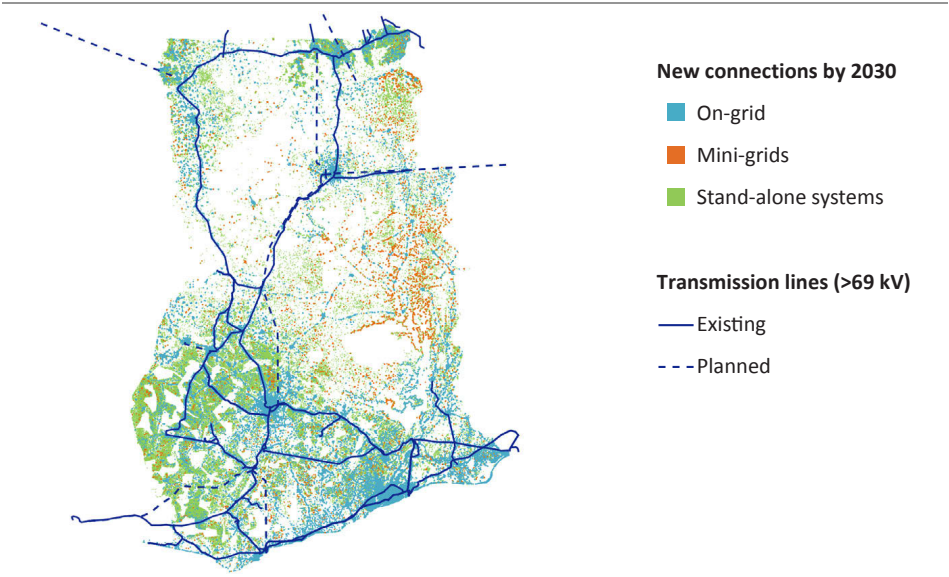 New connections by 2030
On-grid
Mini-grids
Stand-alone systems
Transmission lines (>69 kV)
Existing
Planned